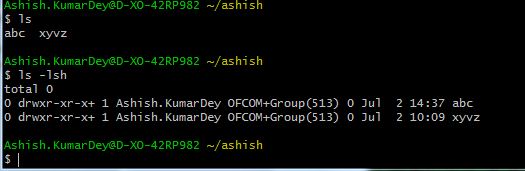 Ashish.KumarDey@D-XO-42RP982 ~/ashish
$ ls
abc  xyvz

Ashish.KumarDey@D-XO-42RP982 ~/ashish
$ ls -lsh
total 0
0 drwxr-xr-x+ 1 Ashish.KumarDey OFCOM+Group(513) 0 Jul  2 14:37 abc
0 drwxr-xr-x+ 1 Ashish.KumarDey OFCOM+Group(513) 0 Jul  2 10:09 xyvz

Ashish.KumarDey@D-XO-42RP982 ~/ashish
$